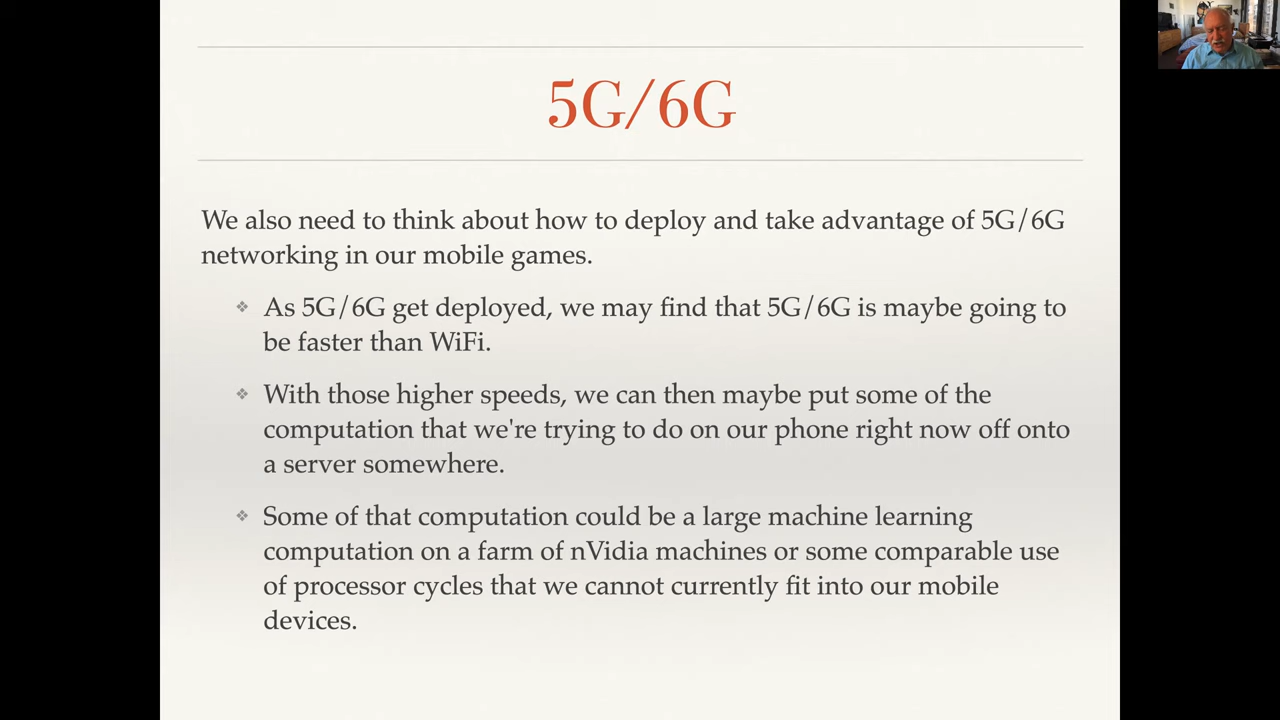 5G/6G
We also need to think about how to deploy and take advantage of 5G/6G
networking in our mobile games.
❖ As 5G/6G get deployed, we may find that 5G/6G is maybe going to
be faster than WiFi.
❖ With those higher speeds, we can then maybe put some of the
computation that we're trying to do on our phone right now off onto
a server somewhere.
❖ Some of that computation could be a large machine learning
computation on a farm of nVidia machines or some comparable use
of processor cycles that we cannot currently fit into our mobile
devices.